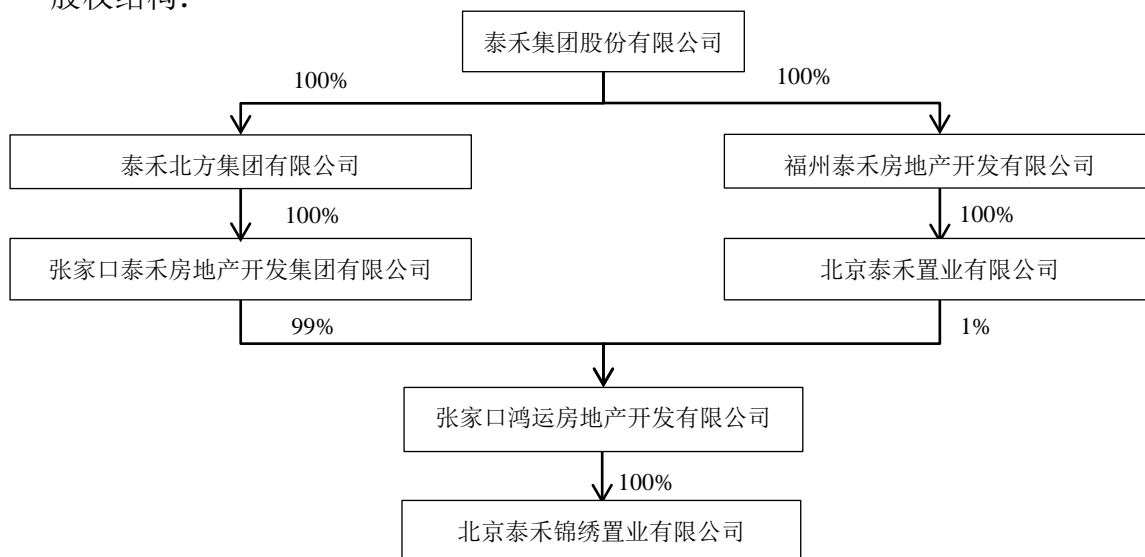 股权结构：
泰禾集团股份有限公司
100%
100%
泰禾北方集团有限公司
福州泰禾房地产开发有限公司
100%
100%
张家口泰禾房地产开发集团有限公司
北京泰禾置业有限公司
99%
1%
张家口鸿运房地产开发有限公司
100%
北京泰禾锦绣置业有限公司